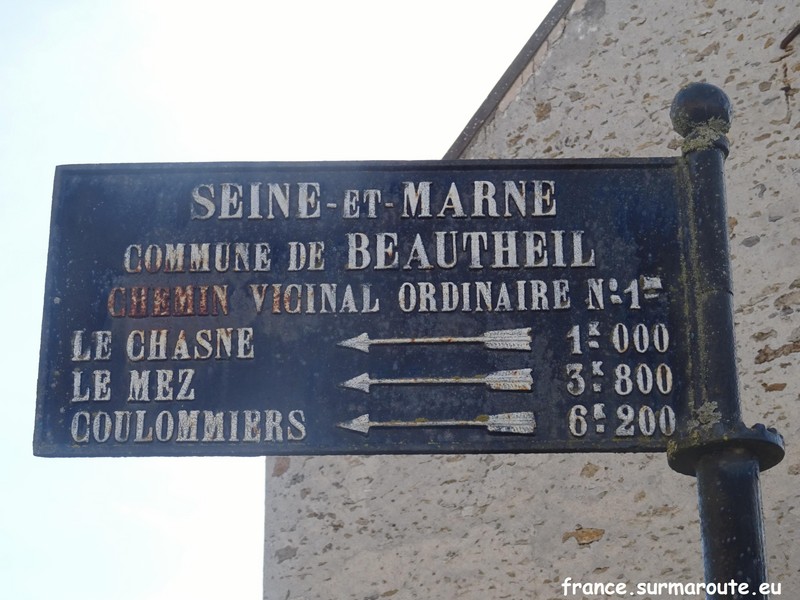 SEINE-ET-MARNE
COMMUNE DE BEAUTHEIL
CHEMIN VICINAL ORDINAIRE No. 1er
LE CHASNE 1K. 000
LE MEZ 3K. 800
COULOMMIERS 6K. 200
france.surmaroute.eu